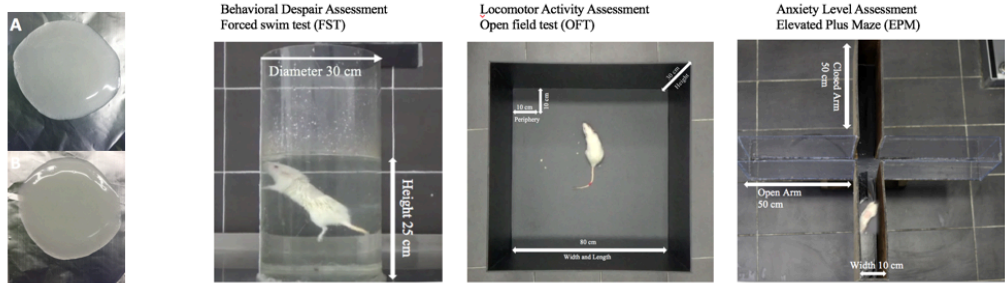 A
B
Behavioral Despair Assessment
Forced swim test (FST)
Diameter 30 cm
Height 25 cm
Locomotor Activity Assessment
Open field test (OFT)
Height
10 cm
10 cm
Periphery
80 cm
Width and Length
Anxiety Level Assessment
Elevated Plus Maze (EPM)
Closed Arm
50 cm
Open Arm
50 cm
Width 10 cm